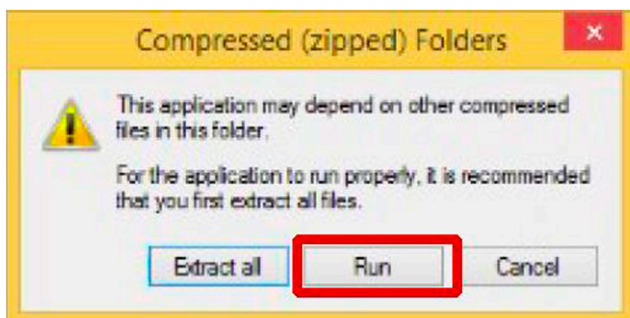 Compressed (zipped) Folders
This application may depend on other compressed
files in this folder.
For the application to run properly, it is recommended
that you first extract all files.
Extract all Run Cancel